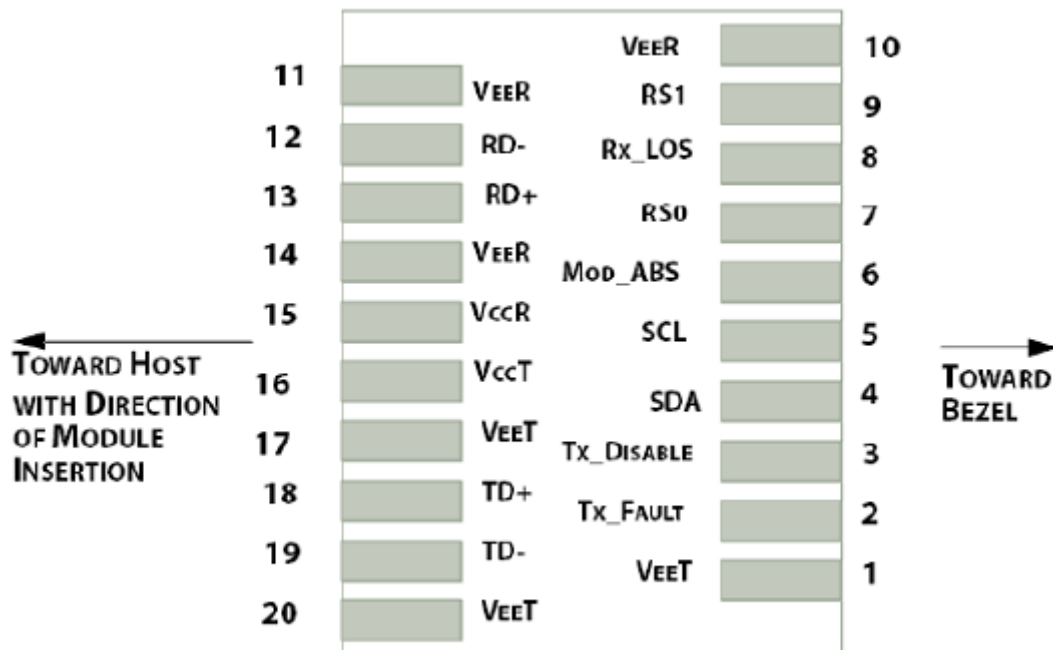 VEER 10
11 VEER
RS1 9
12 RD-
Rx_LOS 8
13 RD+
RS0 7
14 VEER
MOD_ABS 6
15 VCCR
SCL 5
TOWARD HOST
WITH DIRECTION
OF MODULE
INSERTION
TOWARD
BEZEL
16 VCCT
SDA 4
17 VEET
TX_DISABLE 3
18 TD+
TX_FAULT 2
19 TD-
VEET 1
20 VEET